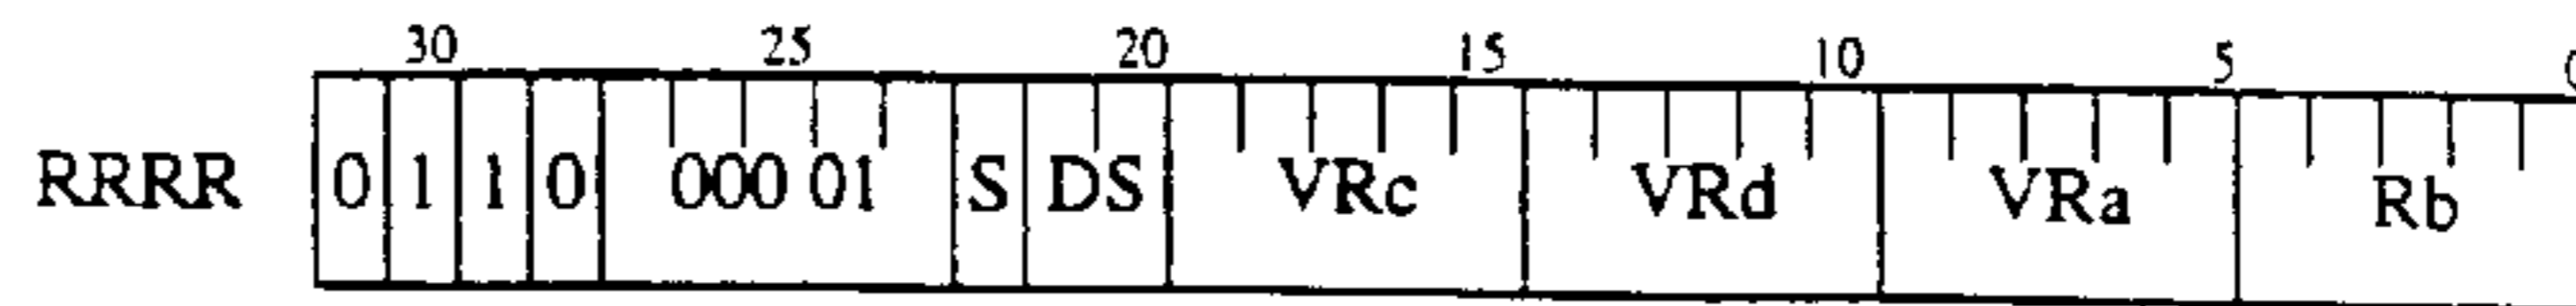 30 25 20 15 10 5 0
RRRR 0 1 1 0 000 01 S DS VRc VRd VRa Rb